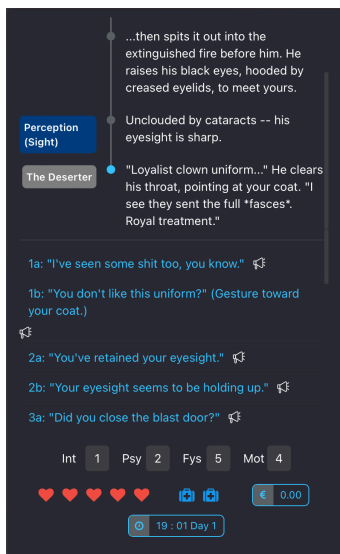 ...then spits it out into the
extinguished fire before him. He
raises his black eyes, hooded by
creased eyelids, to meet yours.
Perception
(Sight)
Unclouded by cataracts -- his
eyesight is sharp.
The Deserter
"Loyalist clown uniform..." He clears
his throat, pointing at your coat. "I
see they sent the full *fasces*.
Royal treatment."
1a: "I've seen some shit too, you know."
1b: "You don't like this uniform?" (Gesture toward
your coat.)
2a: "You've retained your eyesight."
2b: "Your eyesight seems to be holding up."
3a: "Did you close the blast door?"
Int 1 Psy 2 Fys 5 Mot 4
€ 0.00
19 : 01 Day 1